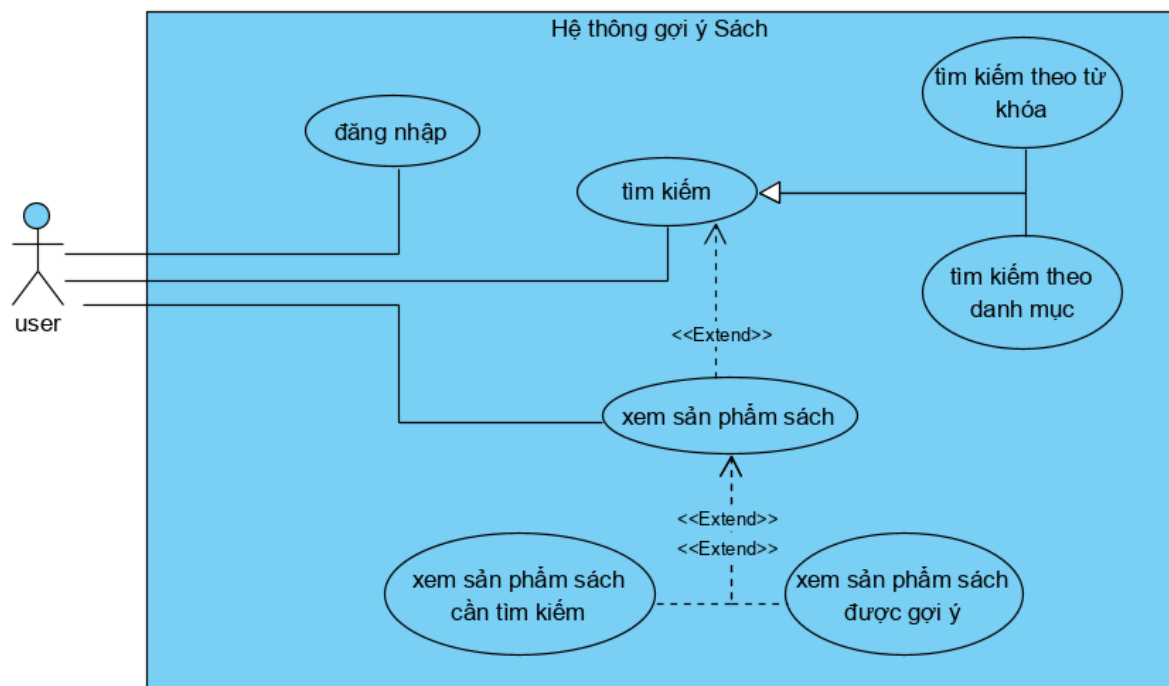 Hệ thông gợi ý Sách
tìm kiếm theo từ
khóa
đăng nhập
tìm kiếm
tìm kiếm theo
danh mục
user
<<Extend>>
xem sản phẩm sách
<<Extend>>
<<Extend>>
xem sản phẩm sách
cần tìm kiếm
xem sản phẩm sách
được gợi ý